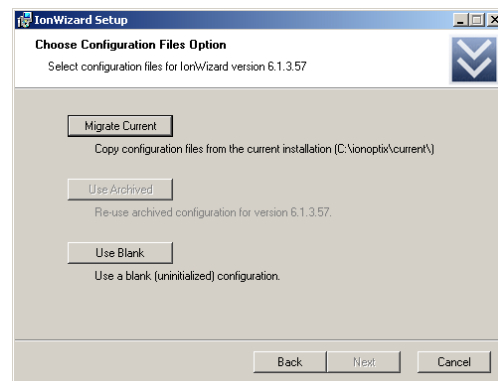 IonWizard Setup
Choose Configuration Files Option
Select configuration files for IonWizard version 6.1.3.57
Migrate Current
Copy configuration files from the current installation (C:\ionoptix\current\)
Use Archived
Re-use archived configuration for version 6.1.3.57.
Use Blank
Use a blank (uninitialized) configuration.
Back Next Cancel